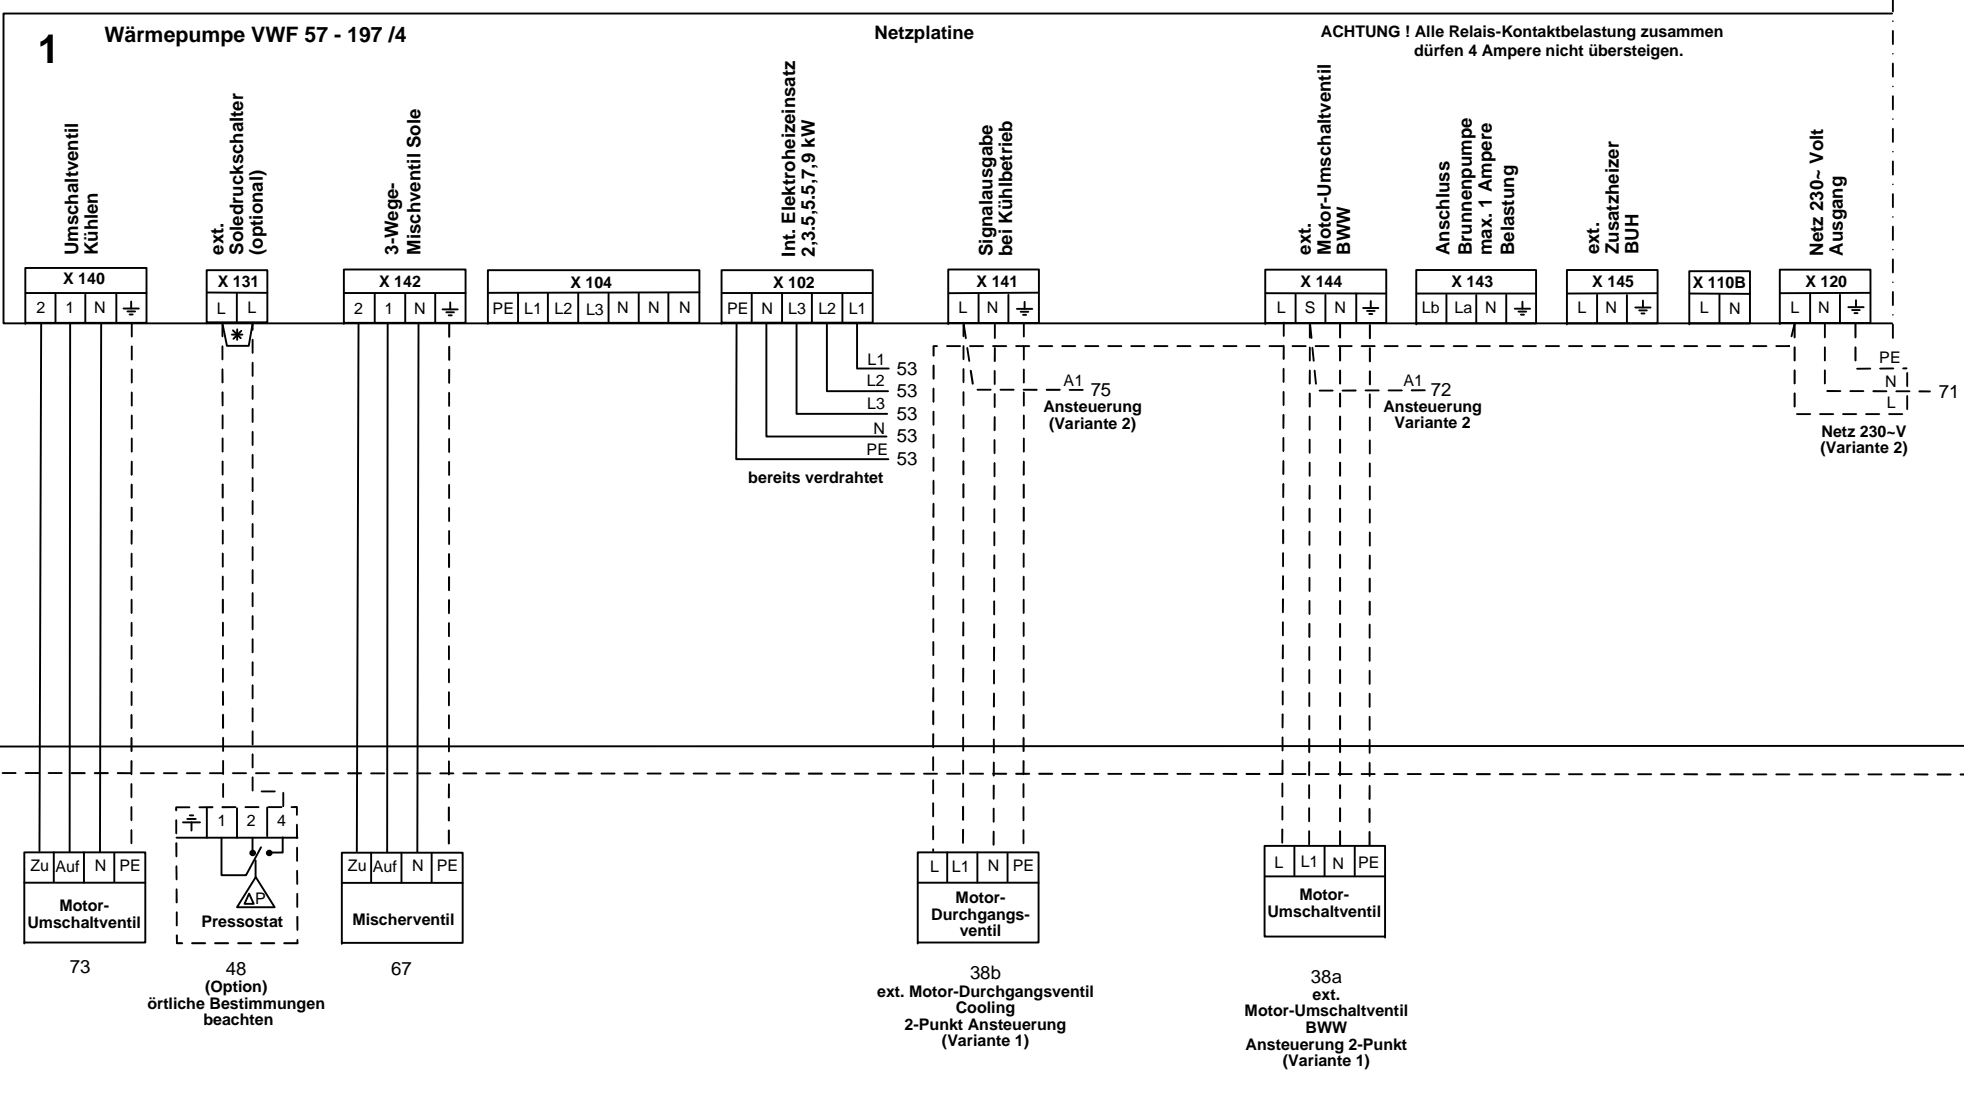 1
Wärmepumpe VWF 57 - 197 /4
Netzplatine
ACHTUNG ! Alle Relais-Kontaktbelastung zusammen
dürfen 4 Ampere nicht übersteigen.
Umschaltventil
Kühlen
ext.
Soledruckschalter
(optional)
3-Wege-
Mischventil Sole
Int. Elektroheizeinsatz
2,3.5,5.5,7,9 kW
Signalausgabe
bei Kühlbetrieb
ext.
Motor-Umschaltventil
BWW
Anschluss
Brunnenpumpe
max. 1 Ampere
Belastung
ext.
Zusatzheizer
BUH
Netz 230~ Volt
Ausgang
X 140
X 131
X 142
X 104
X 102
X 141
X 144
X 143
X 145
X 110B
X 120
2 1 N
L L
2 1 N
PE L1 L2 L3 N N N
PE N L3 L2 L1
L N
L S N
Lb La N
L N
L N
L N
*
L1 53
L2 53
L3 53
N 53
PE 53
bereits verdrahtet
A1 75
Ansteuerung
(Variante 2)
A1 72
Ansteuerung
Variante 2
PE
N 71
L
Netz 230~V
(Variante 2)
1 2 4
Zu Auf N PE
Motor-
Umschaltventil
73
ΔP
Pressostat
48
(Option)
örtliche Bestimmungen
beachten
Zu Auf N PE
Mischerventil
67
L L1 N PE
Motor-
Durchgangs-
ventil
38b
ext. Motor-Durchgangsventil
Cooling
2-Punkt Ansteuerung
(Variante 1)
L L1 N PE
Motor-
Umschaltventil
38a
ext.
Motor-Umschaltventil
BWW
Ansteuerung 2-Punkt
(Variante 1)